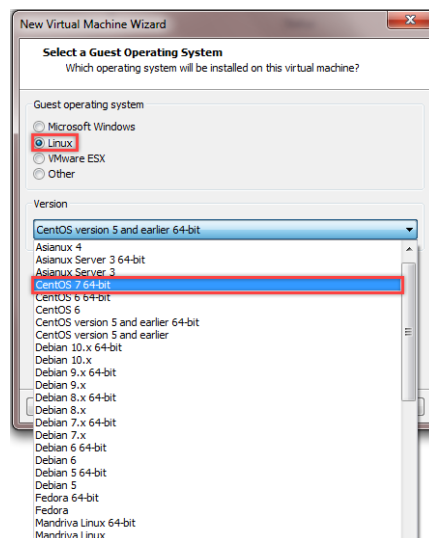 New Virtual Machine Wizard
Select a Guest Operating System
Which operating system will be installed on this virtual machine?
Guest operating system
Microsoft Windows
Linux
VMware ESX
Other
Version
CentOS version 5 and earlier 64-bit
Asianux 4
Asianux Server 3 64-bit
Asianux Server 3
CentOS 7 64-bit
CentOS 6 64-bit
CentOS 6
CentOS version 5 and earlier 64-bit
CentOS version 5 and earlier
Debian 10.x 64-bit
Debian 10.x
Debian 9.x 64-bit
Debian 9.x
Debian 8.x 64-bit
Debian 8.x
Debian 7.x 64-bit
Debian 7.x
Debian 6 64-bit
Debian 6
Debian 5 64-bit
Debian 5
Fedora 64-bit
Fedora
Mandriva Linux 64-bit
Mandriva Linux